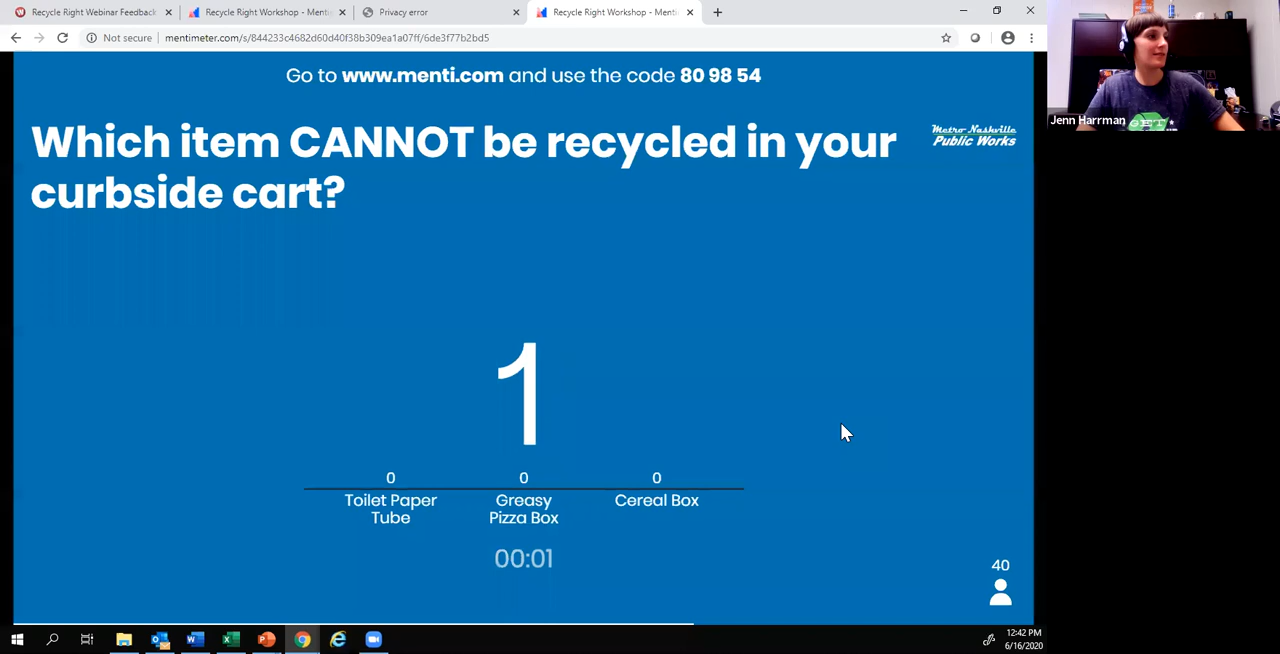 Recycle Right Webinar Feedback
Recycle Right Workshop - Menti
Privacy error
Recycle Right Workshop - Menti
Not secure
mentimeter.com/s/844233c4682d60d40f38b309ea1a07ff/6de3f77b2bd5
Go to www.menti.com and use the code 80 98 54
Which item CANNOT be recycled in your
curbside cart?
Metro Nashville
Public Works
Jenn Harrman
GET
1
0
0
0
Toilet Paper
Tube
Greasy
Pizza Box
Cereal Box
00:01
40
12:42 PM
6/16/2020